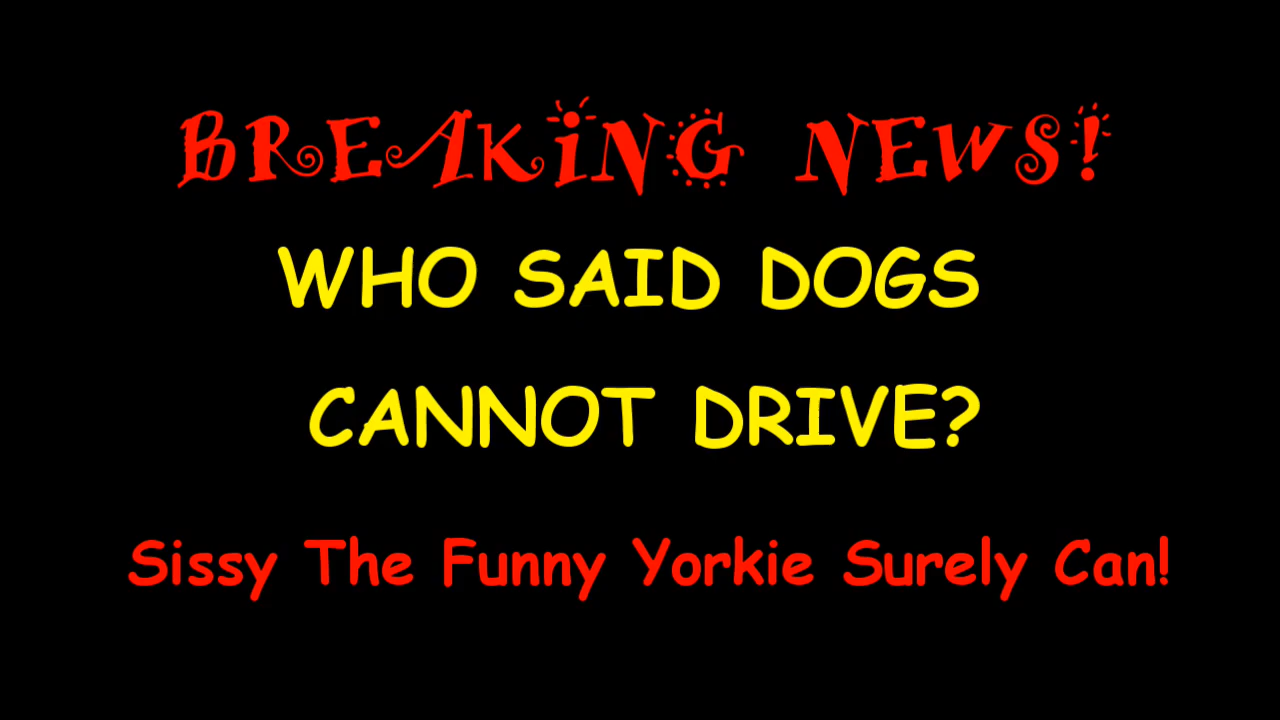 BREAKiNG NEWS!
WHO SAID DOGS
CANNOT DRIVE?
Sissy The Funny Yorkie Surely Can!